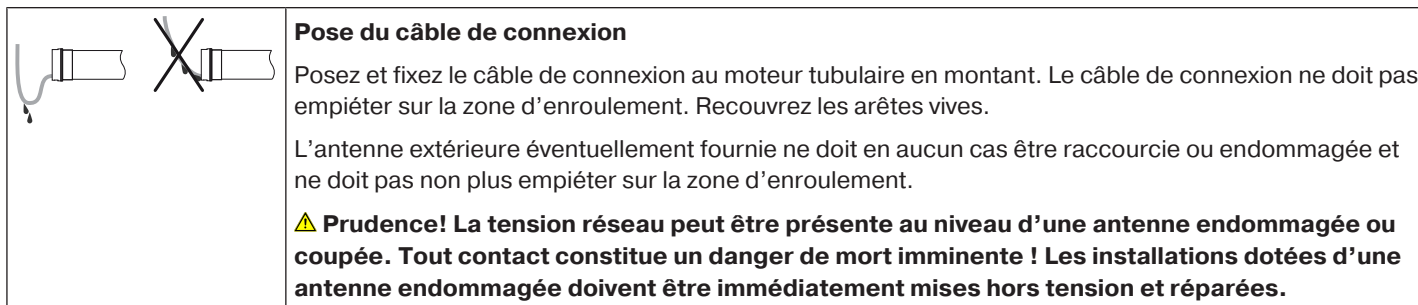 Pose du câble de connexion
Posez et fixez le câble de connexion au moteur tubulaire en montant. Le câble de connexion ne doit pas
empiéter sur la zone d’enroulement. Recouvrez les arêtes vives.
L’antenne extérieure éventuellement fournie ne doit en aucun cas être raccourcie ou endommagée et
ne doit pas non plus empiéter sur la zone d’enroulement.
⚠ Prudence! La tension réseau peut être présente au niveau d’une antenne endommagée ou
coupée. Tout contact constitue un danger de mort imminente ! Les installations dotées d’une
antenne endommagée doivent être immédiatement mises hors tension et réparées.